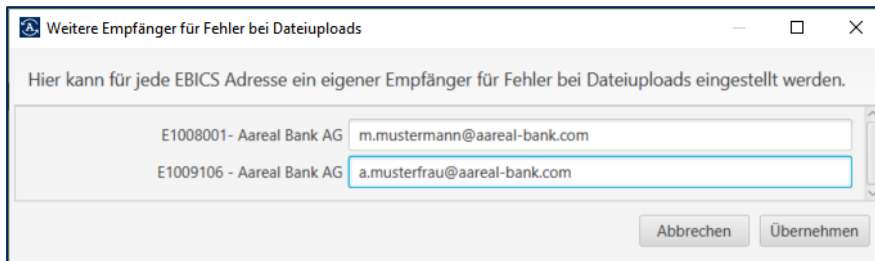 Weitere Empfänger für Fehler bei Dateiuploads
Hier kann für jede EBICS Adresse ein eigener Empfänger für Fehler bei Dateiuploads eingestellt werden.
E1008001- Aareal Bank AG m.mustermann@aareal-bank.com
E1009106 - Aareal Bank AG a.musterfrau@aareal-bank.com
Abbrechen Übernehmen